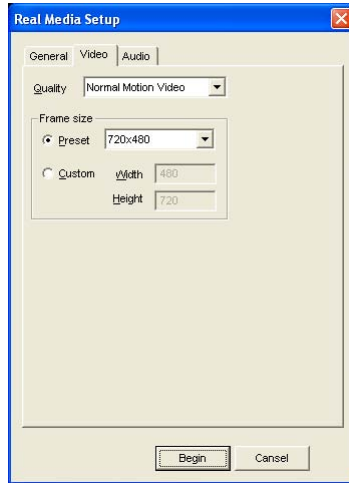 Real Media Setup
General Video Audio
Quality Normal Motion Video
Frame size
Preset 720x480
Custom Width 480
Height 720
Begin Cansel